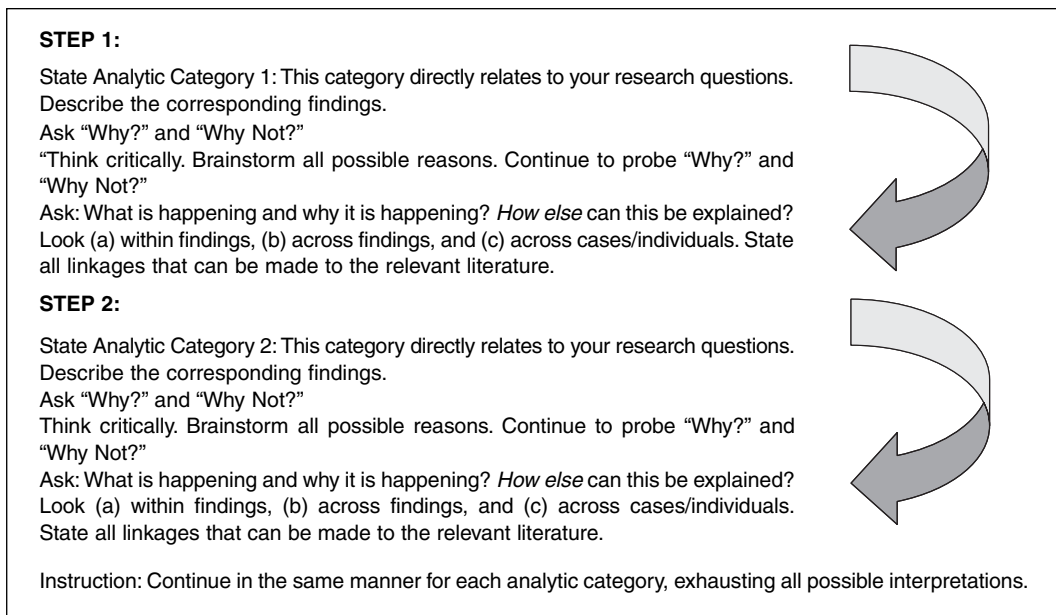 STEP 1:
State Analytic Category 1: This category directly relates to your research questions.
Describe the corresponding findings.
Ask “Why?” and “Why Not?”
“Think critically. Brainstorm all possible reasons. Continue to probe “Why?” and
“Why Not?”
Ask: What is happening and why it is happening? How else can this be explained?
Look (a) within findings, (b) across findings, and (c) across cases/individuals. State
all linkages that can be made to the relevant literature.
STEP 2:
State Analytic Category 2: This category directly relates to your research questions.
Describe the corresponding findings.
Ask “Why?” and “Why Not?”
Think critically. Brainstorm all possible reasons. Continue to probe “Why?” and
“Why Not?”
Ask: What is happening and why it is happening? How else can this be explained?
Look (a) within findings, (b) across findings, and (c) across cases/individuals.
State all linkages that can be made to the relevant literature.
Instruction: Continue in the same manner for each analytic category, exhausting all possible interpretations.